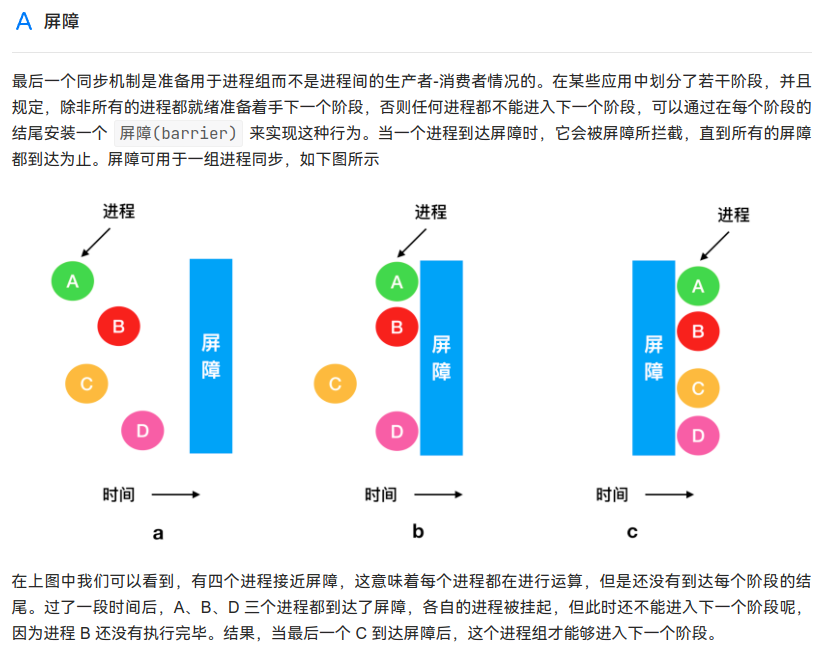 屏障
最后一个同步机制是准备用于进程组而不是进程间的生产者-消费者情况的。在某些应用中划分了若干阶段，并且
规定，除非所有的进程都就绪准备着手下一个阶段，否则任何进程都不能进入下一个阶段，可以通过在每个阶段的
结尾安装一个 屏障(barrier) 来实现这种行为。当一个进程到达屏障时，它会被屏障所拦截，直到所有的屏障
都到达为止。屏障可用于一组进程同步，如下图所示
进程
A
B
C
D
屏
障
时间
a
进程
A
B
C
D
屏
障
时间
b
进程
屏
障
A
B
C
D
时间
c
在上图中我们可以看到，有四个进程接近屏障，这意味着每个进程都在进行运算，但是还没有到达每个阶段的结
尾。过了一段时间后，A、B、D 三个进程都到达了屏障，各自的进程被挂起，但此时还不能进入下一个阶段呢，
因为进程 B 还没有执行完毕。结果，当最后一个 C 到达屏障后，这个进程组才能够进入下一个阶段。